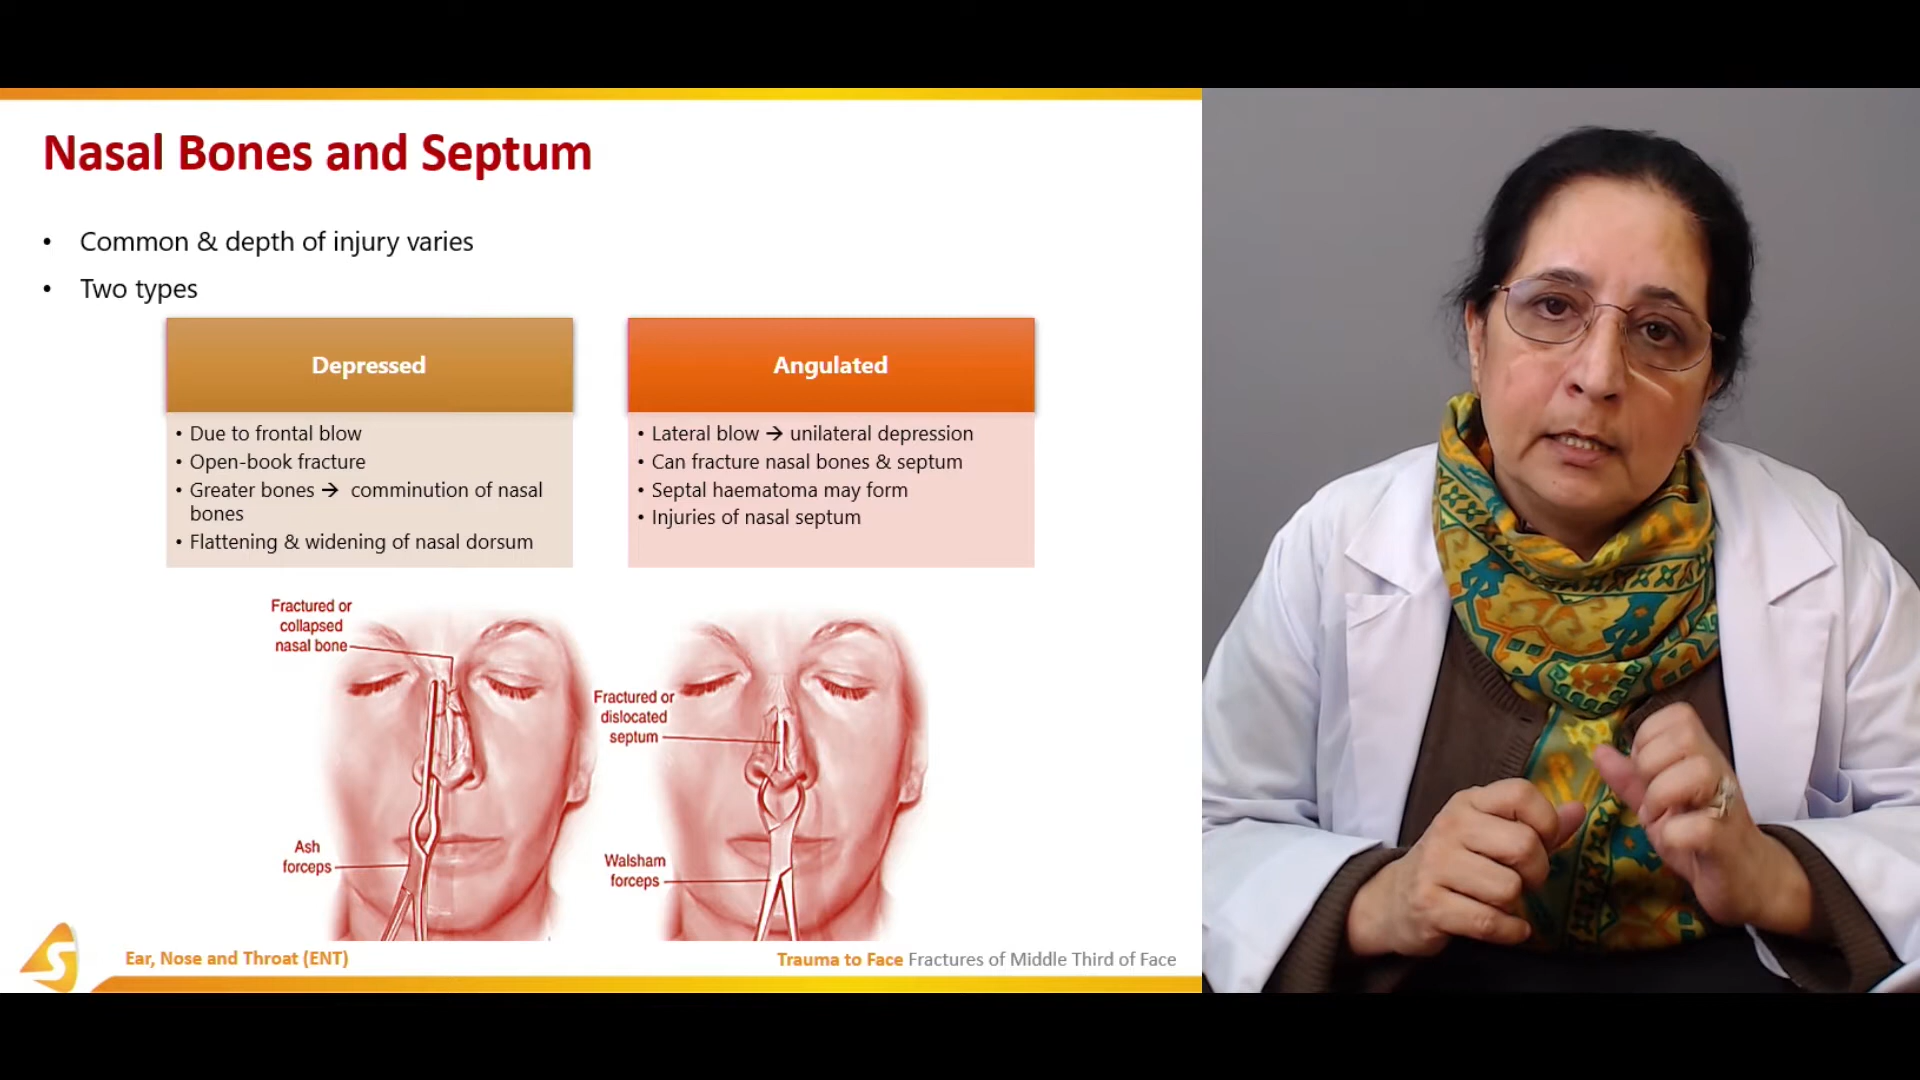 Nasal Bones and Septum
• Common & depth of injury varies
• Two types
Depressed
• Due to frontal blow
• Open-book fracture
• Greater bones → comminution of nasal
bones
• Flattening & widening of nasal dorsum
Angulated
• Lateral blow → unilateral depression
• Can fracture nasal bones & septum
• Septal haematoma may form
• Injuries of nasal septum
Fractured or
collapsed
nasal bone
Ash
forceps
Fractured or
dislocated
septum
Walsham
forceps
S
Ear, Nose and Throat (ENT)
Trauma to Face Fractures of Middle Third of Face